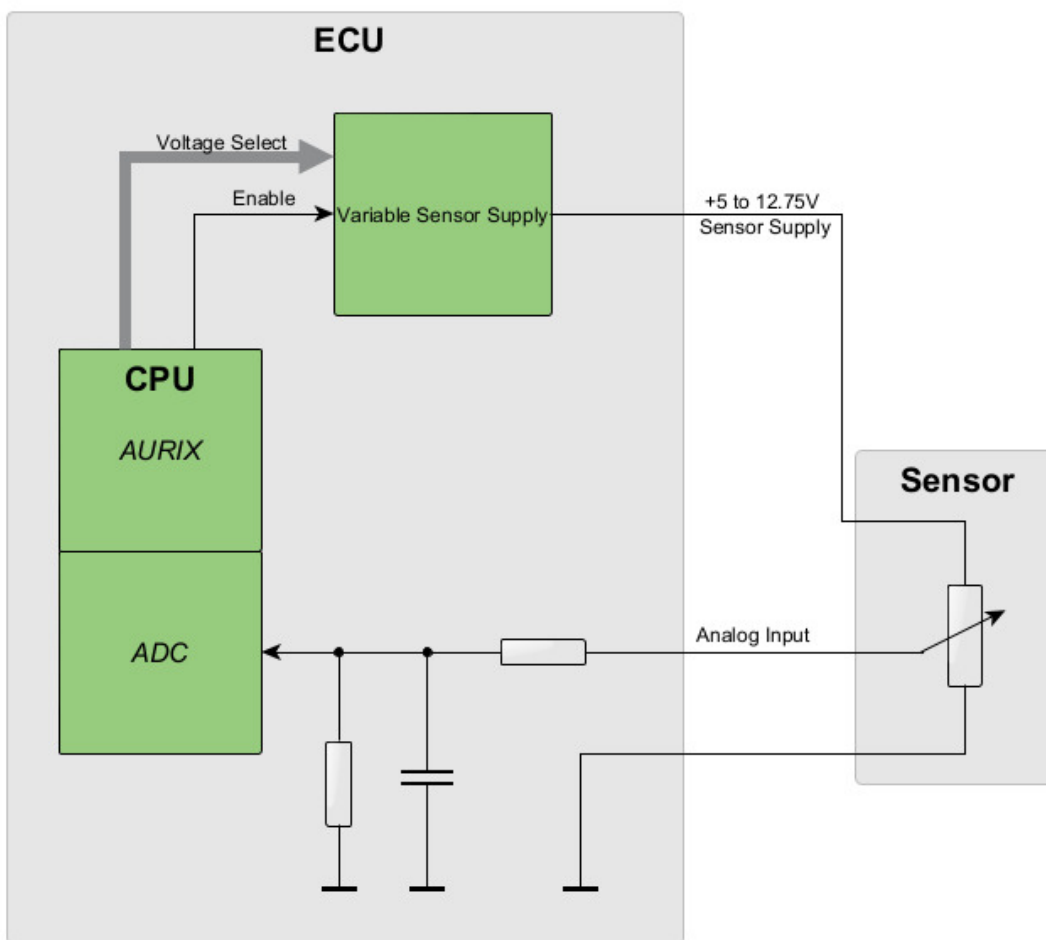 ECU
Voltage Select
Enable
Variable Sensor Supply
+5 to 12.75V
Sensor Supply
CPU
AURIX
Sensor
ADC
Analog Input